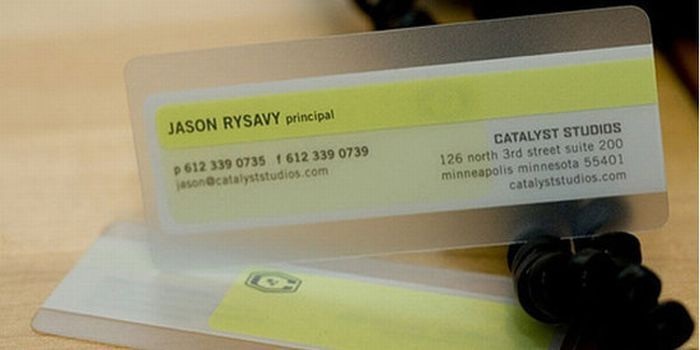 JASON RYSAVY principal
p 612 339 0735 f 612 339 0739
jason@catalyststudios.com
CATALYST STUDIOS
126 north 3rd street suite 200
minneapolis minnesota 55401
catalyststudios.com